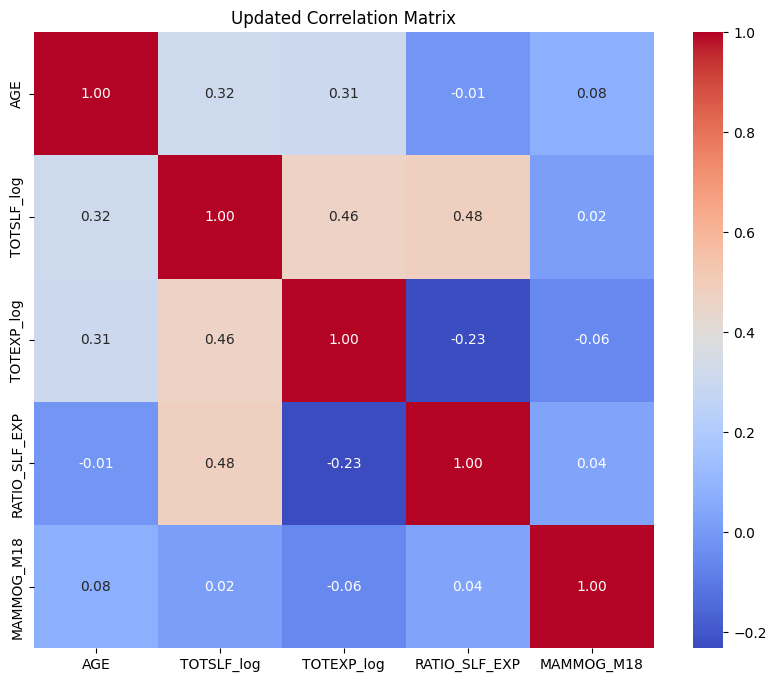 Updated Correlation Matrix
AGE 1.00 0.32 0.31 -0.01 0.08
TOTSLF_log 0.32 1.00 0.46 0.48 0.02
TOTEXP_log 0.31 0.46 1.00 -0.23 -0.06
RATIO_SLF_EXP -0.01 0.48 -0.23 1.00 0.04
MAMMOG_M18 0.08 0.02 -0.06 0.04 1.00
AGE TOTSLF_log TOTEXP_log RATIO_SLF_EXP MAMMOG_M18
1.0
0.8
0.6
0.4
0.2
0.0
−0.2